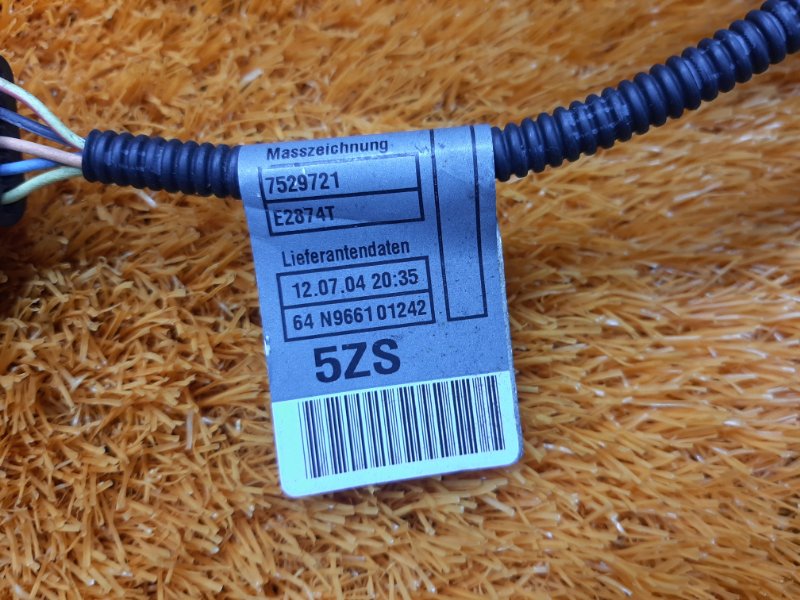 Masszeichnung
7529721
E2874T
Lieferantendaten
12.07.04 20:35
64 N966101242
5ZS